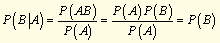 P(B|A) = P(AB)/P(A) = P(A)P(B)/P(A) = P(B)